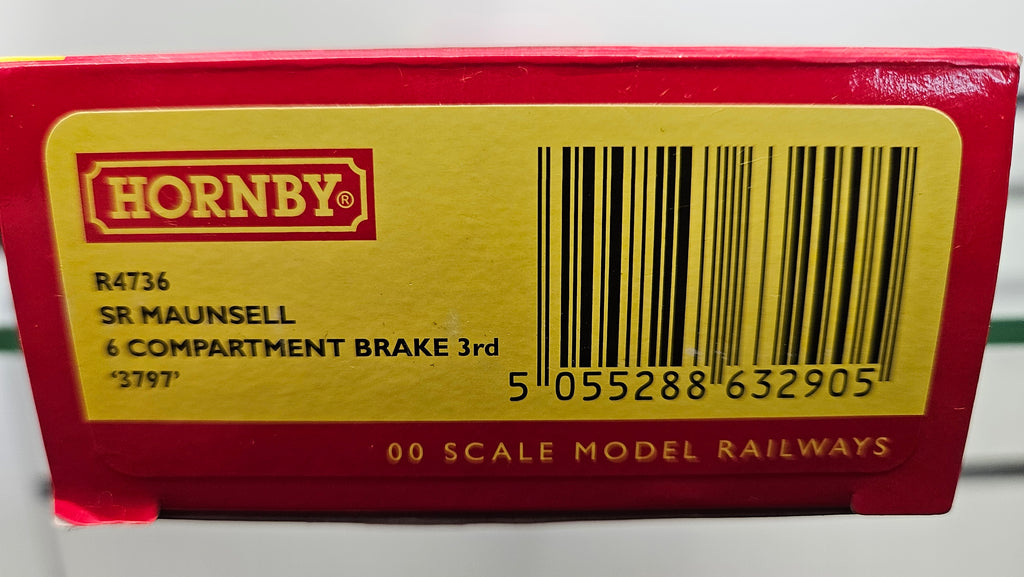 HORNBY®
R4736
SR MAUNSELL
6 COMPARTMENT BRAKE 3rd
‘3797’
5 055288 632905
00 SCALE MODEL RAILWAYS